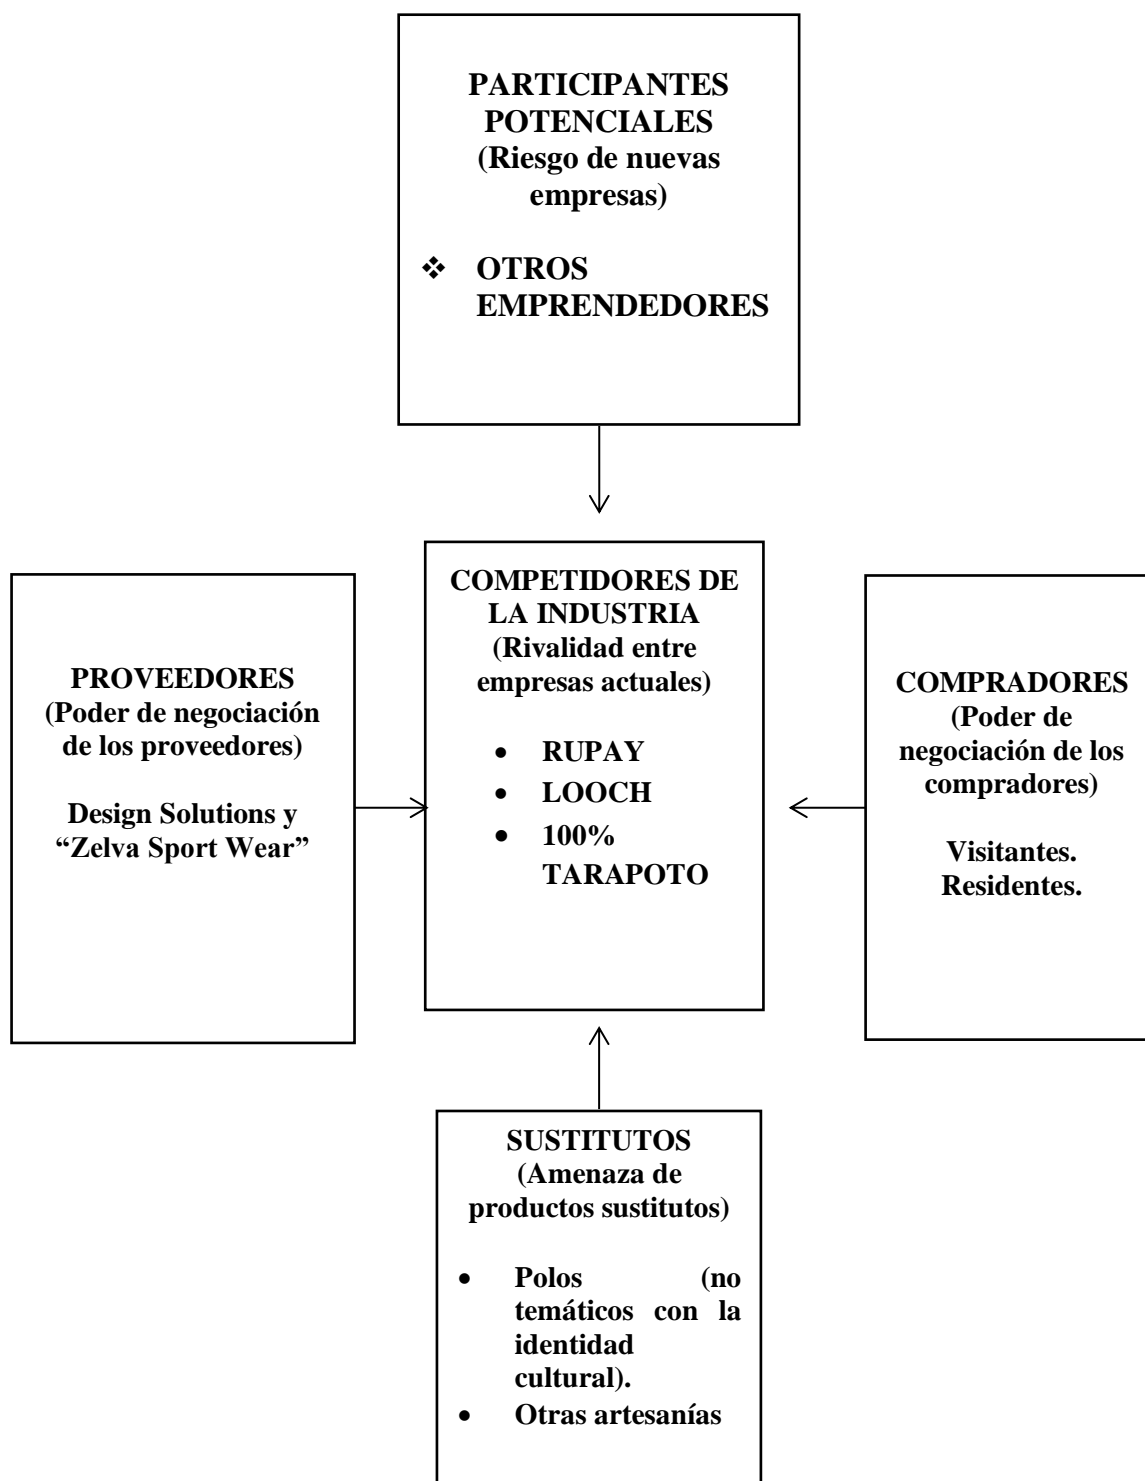 PARTICIPANTES
POTENCIALES
(Riesgo de nuevas
empresas)
❖ OTROS
EMPRENDEDORES
PROVEEDORES
(Poder de negociación
de los proveedores)
Design Solutions y
“Zelva Sport Wear”
COMPETIDORES DE
LA INDUSTRIA
(Rivalidad entre
empresas actuales)
• RUPAY
• LOOCH
• 100%
TARAPOTO
COMPRADORES
(Poder de
negociación de los
compradores)
Visitantes.
Residentes.
SUSTITUTOS
(Amenaza de
productos sustitutos)
• Polos (no
temáticos con la
identidad
cultural).
• Otras artesanías